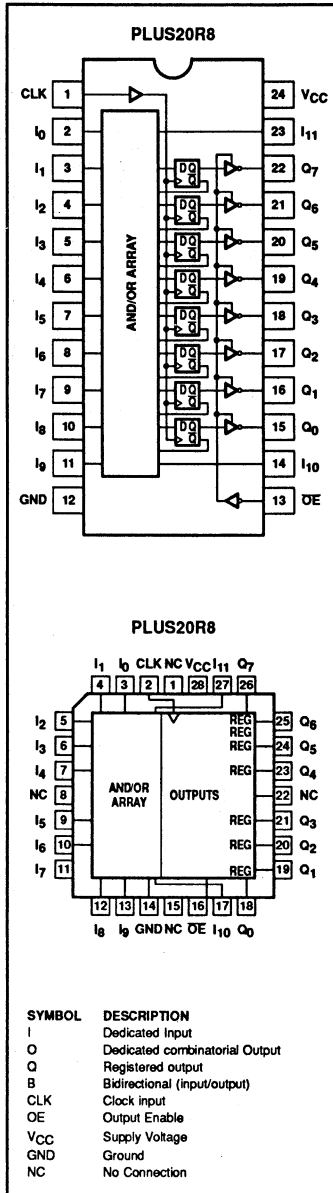 PLUS20R8
CLK 1 24 VCC
I0 2 23 I11
I1 3 D Q Q̅ 22 Q7
I2 4 D Q Q̅ 21 Q6
I3 5 D Q Q̅ 20 Q5
I4 6 D Q Q̅ 19 Q4
I5 7 D Q Q̅ 18 Q3
I6 8 D Q Q̅ 17 Q2
I7 9 D Q Q̅ 16 Q1
I8 10 D Q Q̅ 15 Q0
I9 11 14 I10
GND 12 13 O̅E̅
AND/OR ARRAY
PLUS20R8
I1 I0 CLK NC VCC I11 Q7
4 3 2 1 28 27 26
I2 5 REG 25 Q6
REG
I3 6 REG 24 Q5
I4 7 REG 23 Q4
NC 8 AND/OR ARRAY OUTPUTS 22 NC
I5 9 REG 21 Q3
I6 10 REG 20 Q2
I7 11 REG 19 Q1
REG
12 13 14 15 16 17 18
I8 I9 GND NC O̅E̅ I10 Q0
SYMBOL DESCRIPTION
I Dedicated Input
O Dedicated combinatorial Output
Q Registered output
B Bidirectional (input/output)
CLK Clock input
OE Output Enable
VCC Supply Voltage
GND Ground
NC No Connection